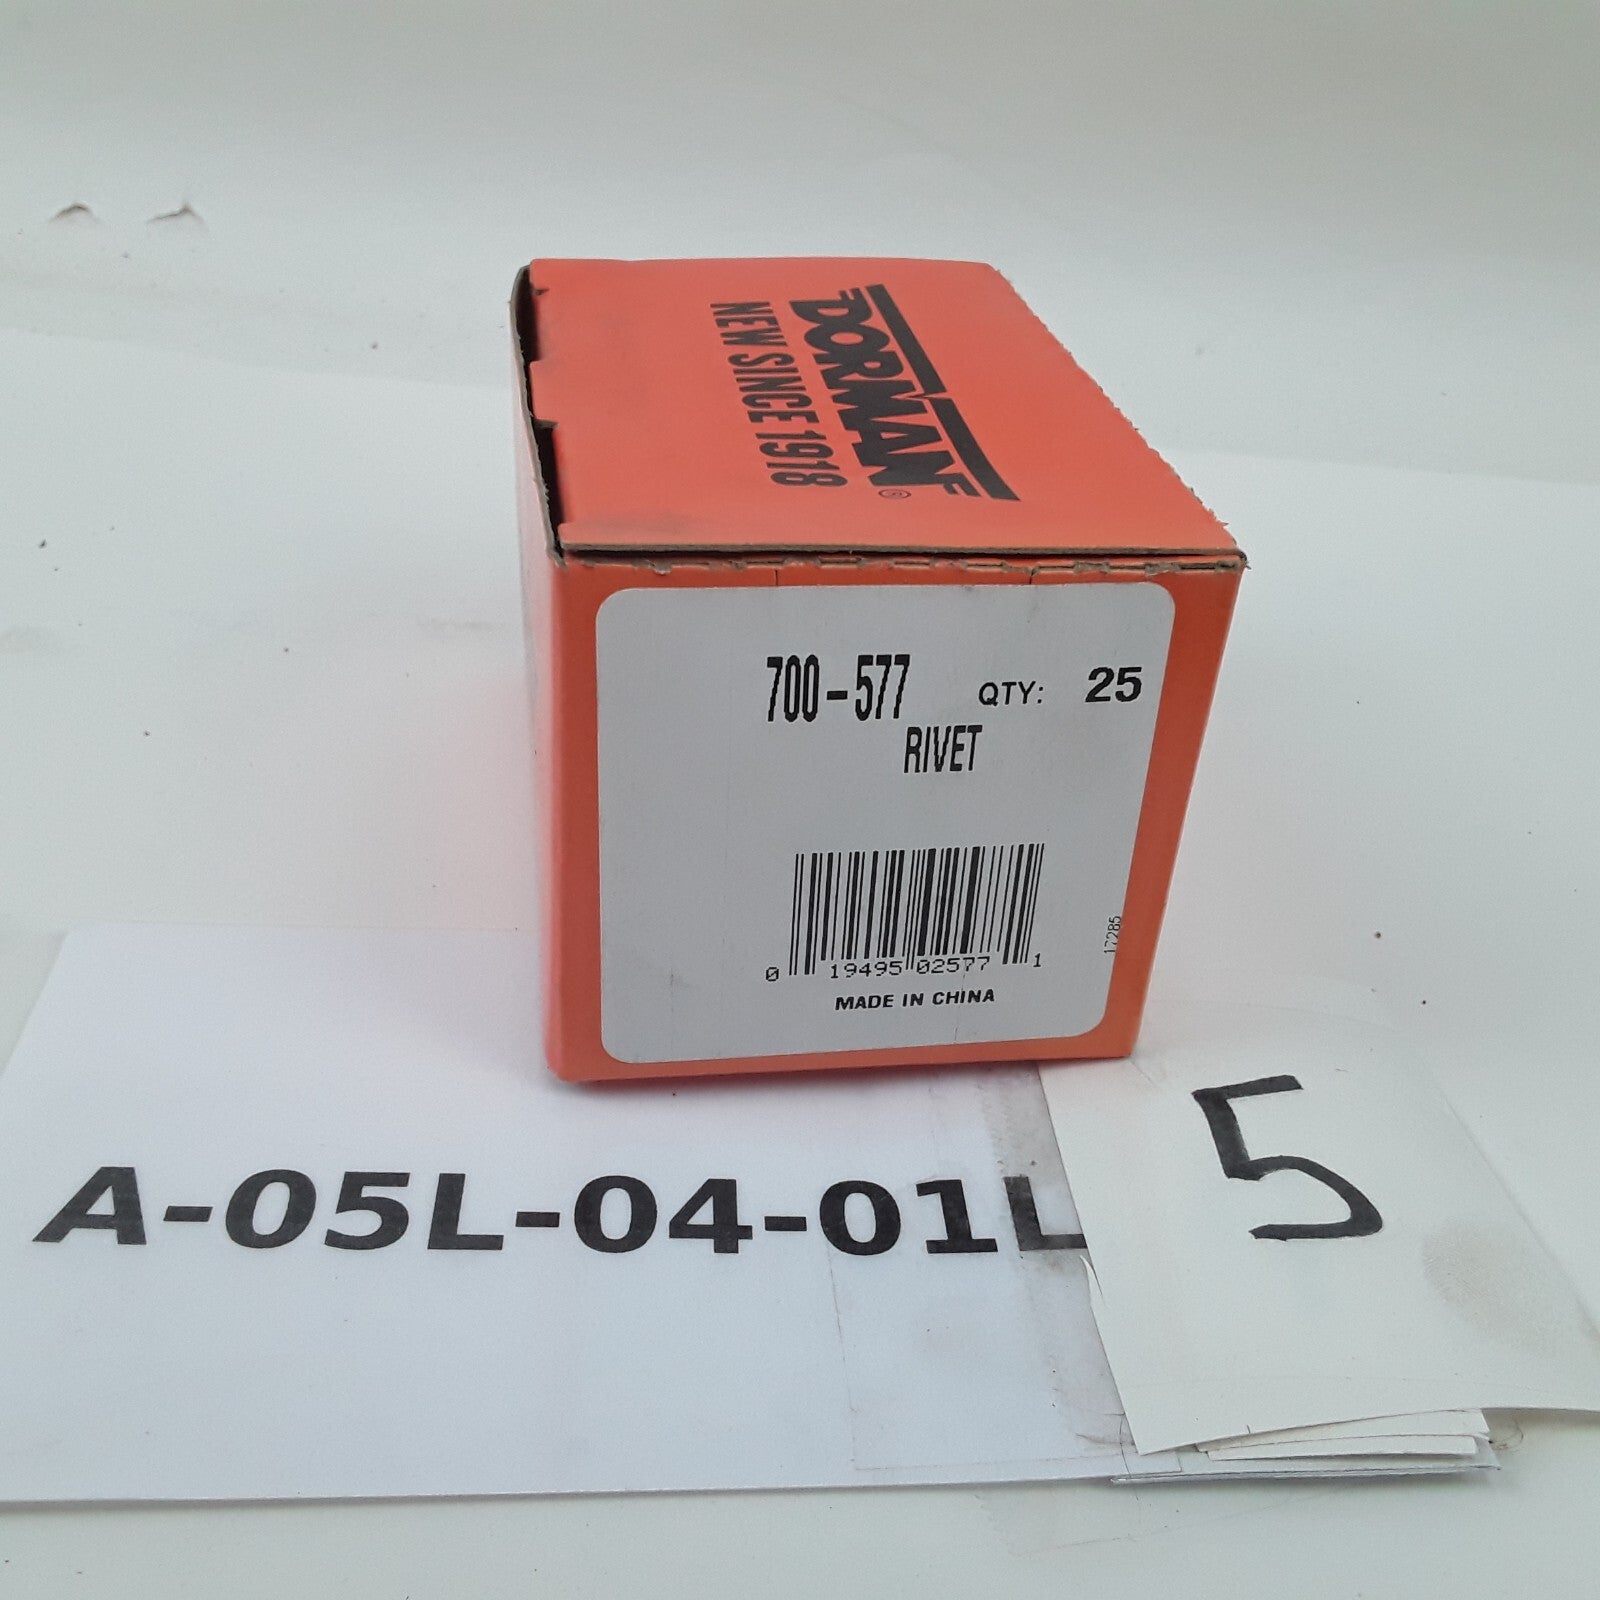 DORMAN®
NEW SINCE 1918
700-577 QTY: 25
RIVET
0 19495 02577 1
17285
MADE IN CHINA
A-05L-04-01L
5